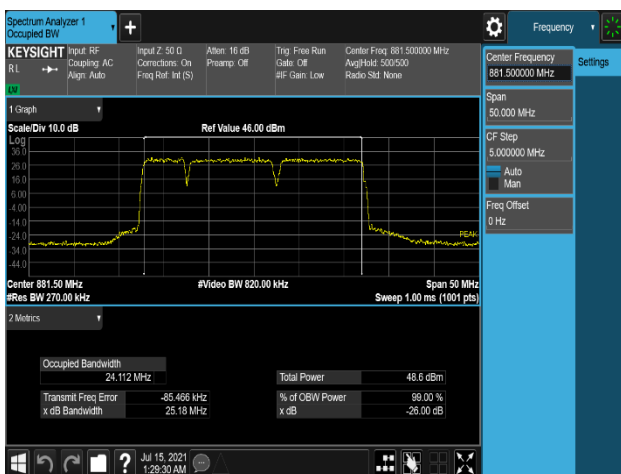 Spectrum Analyzer 1
Occupied BW
Frequency
KEYSIGHT
Input: RF
Coupling: AC
Align: Auto
Input Z: 50 Ω
Corrections: On
Freq Ref: Int (S)
Atten: 16 dB
Preamp: Off
Trig: Free Run
Gate: Off
#IF Gain: Low
Center Freq: 881.500000 MHz
Avg|Hold: 500/500
Radio Std: None
RL
Center Frequency
881.500000 MHz
Settings
Span
50.000 MHz
CF Step
5.000000 MHz
Auto
Man
Freq Offset
0 Hz
1 Graph
Scale/Div 10.0 dB
Ref Value 46.00 dBm
Log
36.0
26.0
16.0
6.00
-4.00
-14.0
-24.0
-34.0
-44.0
PEAK
Center 881.50 MHz
#Video BW 820.00 kHz
Span 50 MHz
#Res BW 270.00 kHz
Sweep 1.00 ms (1001 pts)
2 Metrics
Occupied Bandwidth
24.112 MHz
Total Power
48.6 dBm
Transmit Freq Error
-85.466 kHz
% of OBW Power
99.00 %
x dB Bandwidth
25.18 MHz
x dB
-26.00 dB
?
Jul 15, 2021
1:29:30 AM